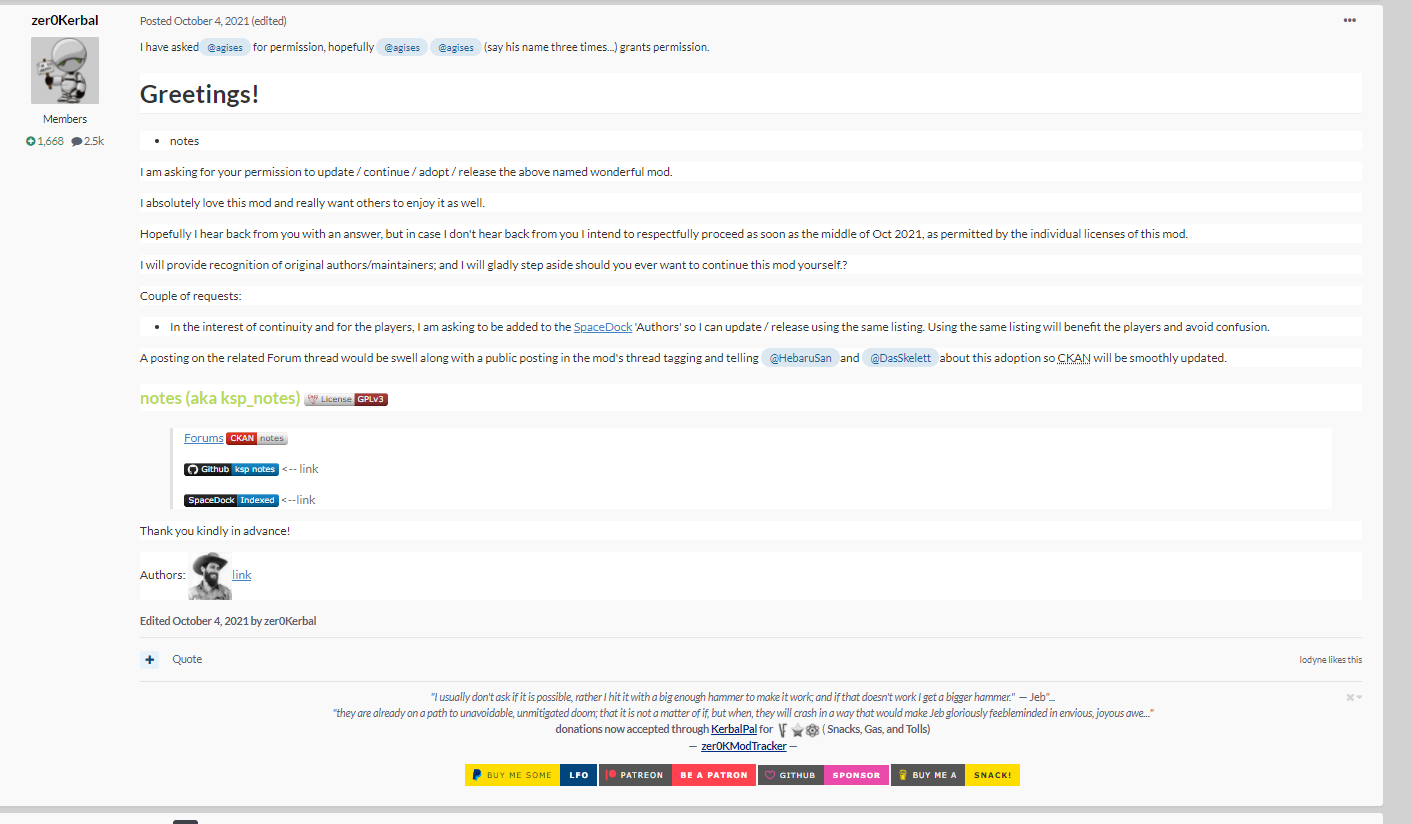 zer0Kerbal
Posted October 4, 2021 (edited)
I have asked @agises for permission, hopefully @agises @agises (say his name three times...) grants permission.
Greetings!
Members
1,668 2.5k
notes
I am asking for your permission to update / continue / adopt / release the above named wonderful mod.
I absolutely love this mod and really want others to enjoy it as well.
Hopefully I hear back from you with an answer, but in case I don't hear back from you I intend to respectfully proceed as soon as the middle of Oct 2021, as permitted by the individual licenses of this mod.
I will provide recognition of original authors/maintainers; and I will gladly step aside should you ever want to continue this mod yourself.?
Couple of requests:
In the interest of continuity and for the players, I am asking to be added to the SpaceDock 'Authors' so I can update / release using the same listing. Using the same listing will benefit the players and avoid confusion.
A posting on the related Forum thread would be swell along with a public posting in the mod's thread tagging and telling @HebaruSan and @DasSkelett about this adoption so CKAN will be smoothly updated.
notes (aka ksp_notes) License GPLv3
Forums CKAN notes
Github ksp notes <-- link
SpaceDock Indexed <--link
Thank you kindly in advance!
Authors: link
Edited October 4, 2021 by zer0Kerbal
+ Quote
Iodyne likes this
"I usually don't ask if it is possible, rather I hit it with a big enough hammer to make it work; and if that doesn't work I get a bigger hammer." — Jeb"...
"they are already on a path to unavoidable, unmitigated doom; that it is not a matter of if, but when, they will crash in a way that would make Jeb gloriously feebleminded in envious, joyous awe..."
donations now accepted through KerbalPal for ( Snacks, Gas, and Tolls)
— zer0KModTracker —
BUY ME SOME LFO PATREON BE A PATRON GITHUB SPONSOR BUY ME A SNACK!